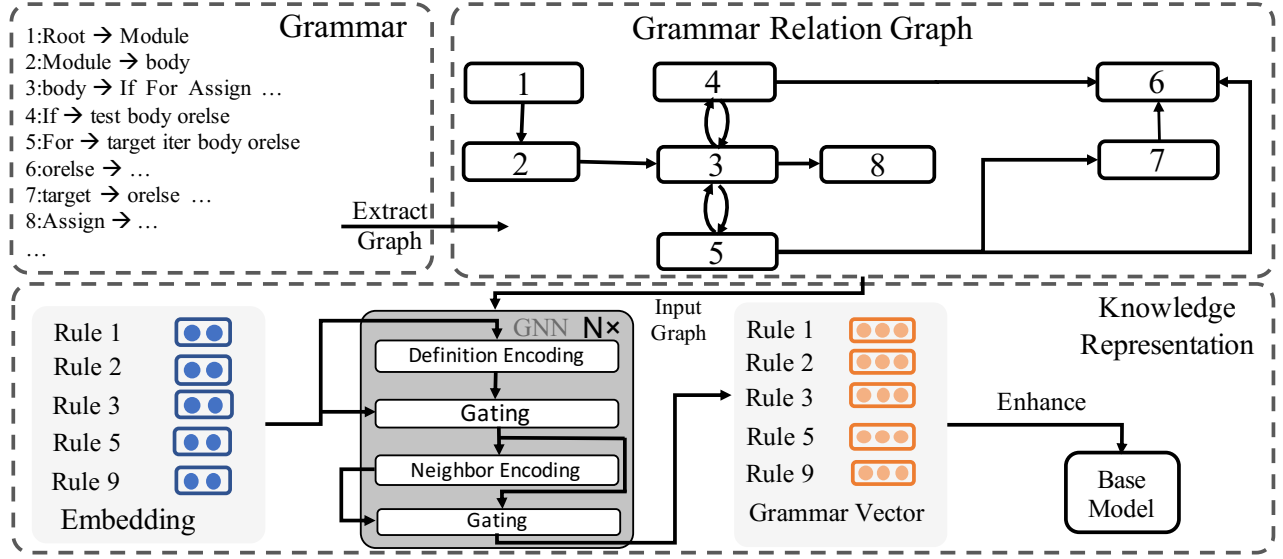 Grammar
1:Root → Module
2:Module → body
3:body → If For Assign …
4:If → test body orelse
5:For → target iter body orelse
6:orelse → …
7:target → orelse …
8:Assign → …
…
Extract
Graph
Grammar Relation Graph
1
4
6
2
3
8
7
5
Rule 1
Rule 2
Rule 3
Rule 5
Rule 9
Embedding
GNN N×
Definition Encoding
Gating
Neighbor Encoding
Gating
Input
Graph
Rule 1
Rule 2
Rule 3
Rule 5
Rule 9
Grammar Vector
Knowledge
Representation
Enhance
Base
Model